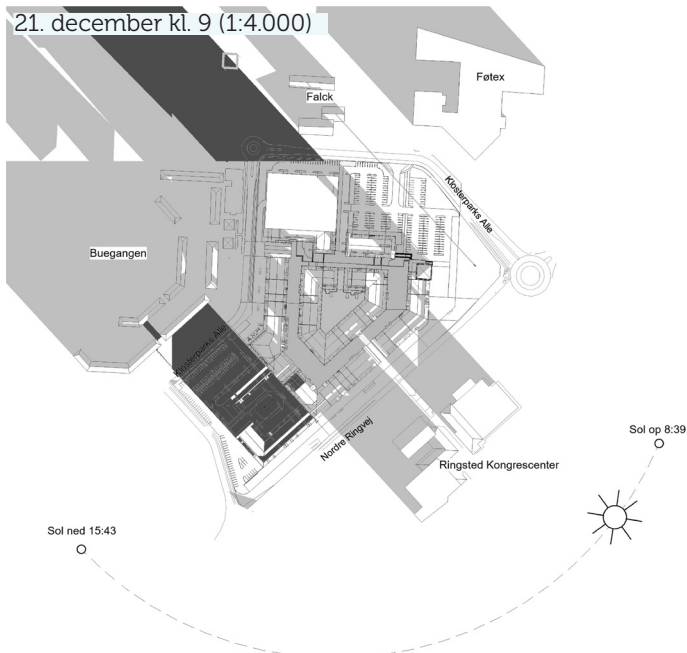 21. december kl. 9 (1:4.000)
Føtex
Falck
Klosterparks Alle
Buegangen
Klosterparks Alle
Nordre Ringvej
Sol op 8:39
Ringsted Kongrescenter
Sol ned 15:43